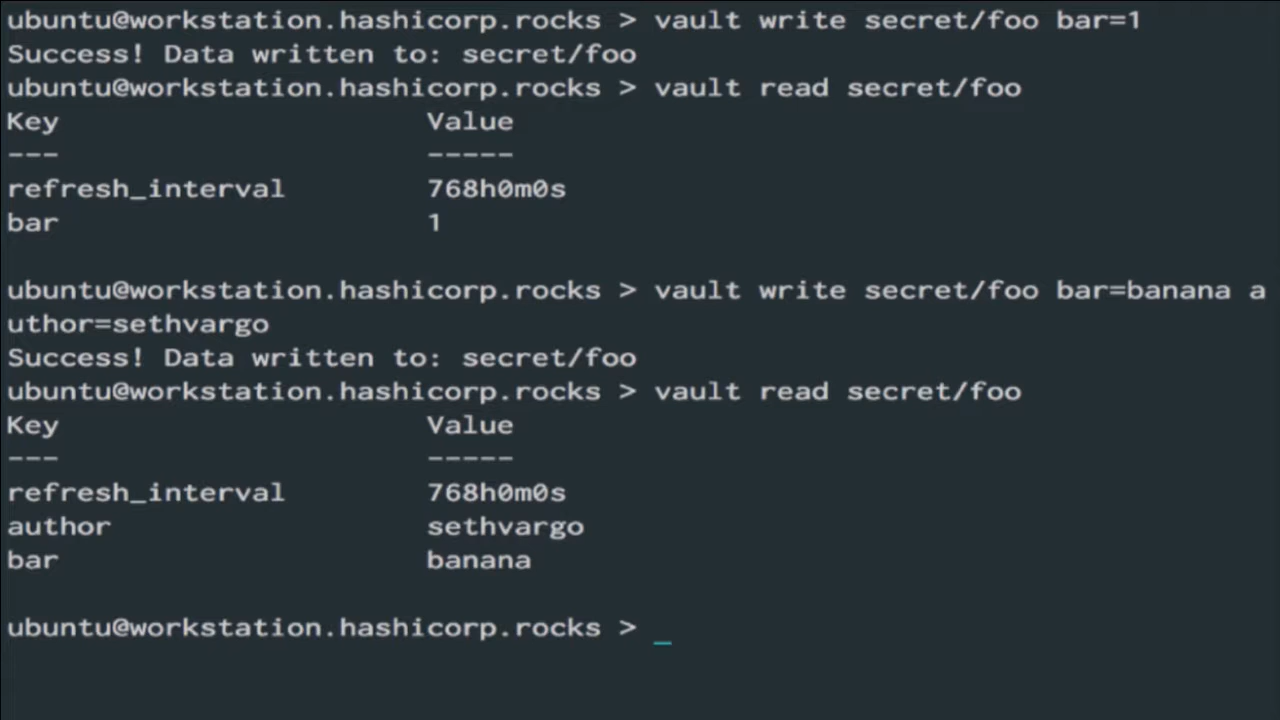 ubuntu@workstation.hashicorp.rocks > vault write secret/foo bar=1
Success! Data written to: secret/foo
ubuntu@workstation.hashicorp.rocks > vault read secret/foo
Key                     Value
---                     -----
refresh_interval        768h0m0s
bar                     1
ubuntu@workstation.hashicorp.rocks > vault write secret/foo bar=banana a
uthor=sethvargo
Success! Data written to: secret/foo
ubuntu@workstation.hashicorp.rocks > vault read secret/foo
Key                     Value
---                     -----
refresh_interval        768h0m0s
author                  sethvargo
bar                     banana
ubuntu@workstation.hashicorp.rocks > _